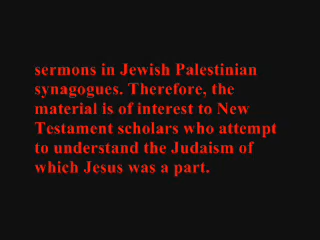 sermons in Jewish Palestinian
synagogues. Therefore, the
material is of interest to New
Testament scholars who attempt
to understand the Judaism of
which Jesus was a part.